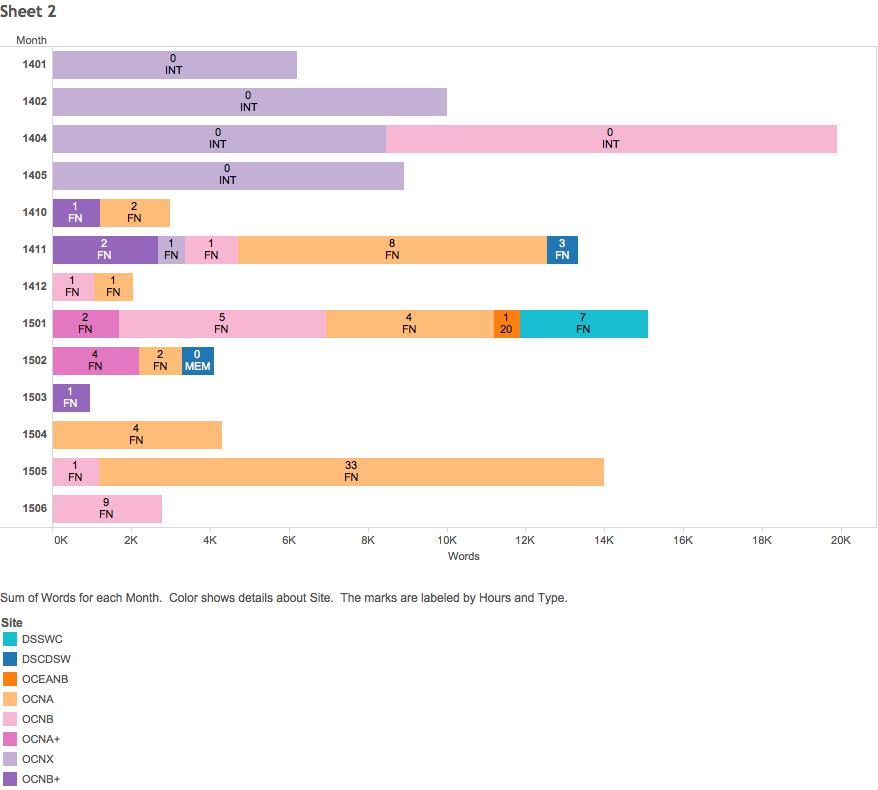 Sheet 2
Month
1401
0
INT
1402
0
INT
1404
0 0
INT INT
1405
0
INT
1410
1 2
FN FN
1411
2 1 1 8 3
FN FN FN FN FN
1412
1 1
FN FN
1501
2 5 4 1 7
FN FN FN 20 FN
1502
4 2 0
FN FN MEM
1503
1
FN
1504
4
FN
1505
1 33
FN FN
1506
9
FN
0K 2K 4K 6K 8K 10K 12K 14K 16K 18K 20K
Words
Sum of Words for each Month.  Color shows details about Site.  The marks are labeled by Hours and Type.
Site
DSSWC
DSCDSW
OCEANB
OCNA
OCNB
OCNA+
OCNX
OCNB+